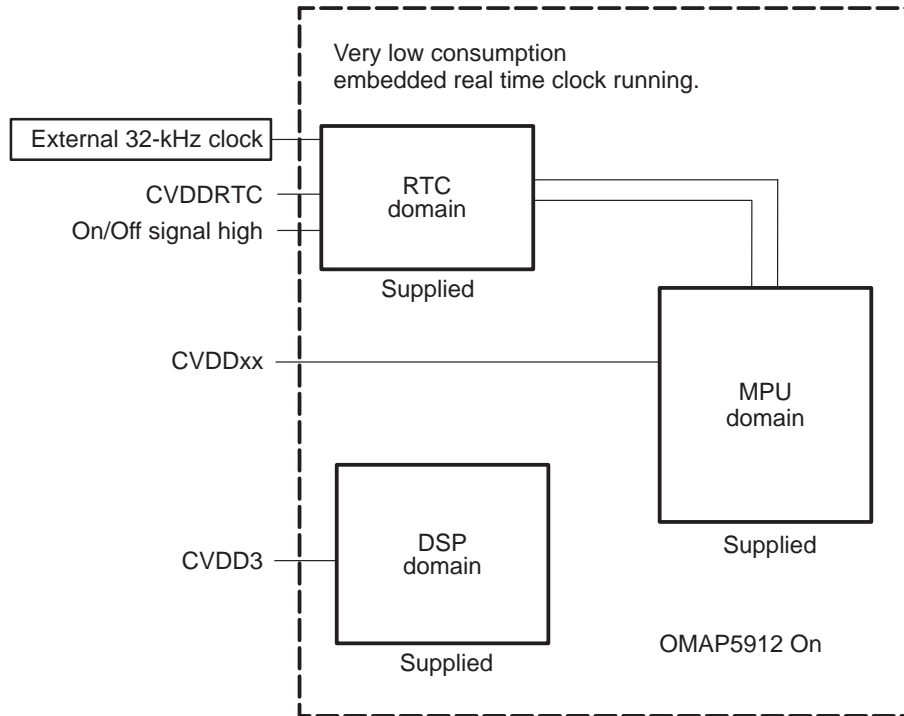 Very low consumption
embedded real time clock running.
External 32-kHz clock
CVDDRTC
On/Off signal high
RTC
domain
Supplied
CVDDxx
MPU
domain
Supplied
CVDD3
DSP
domain
Supplied
OMAP5912 On